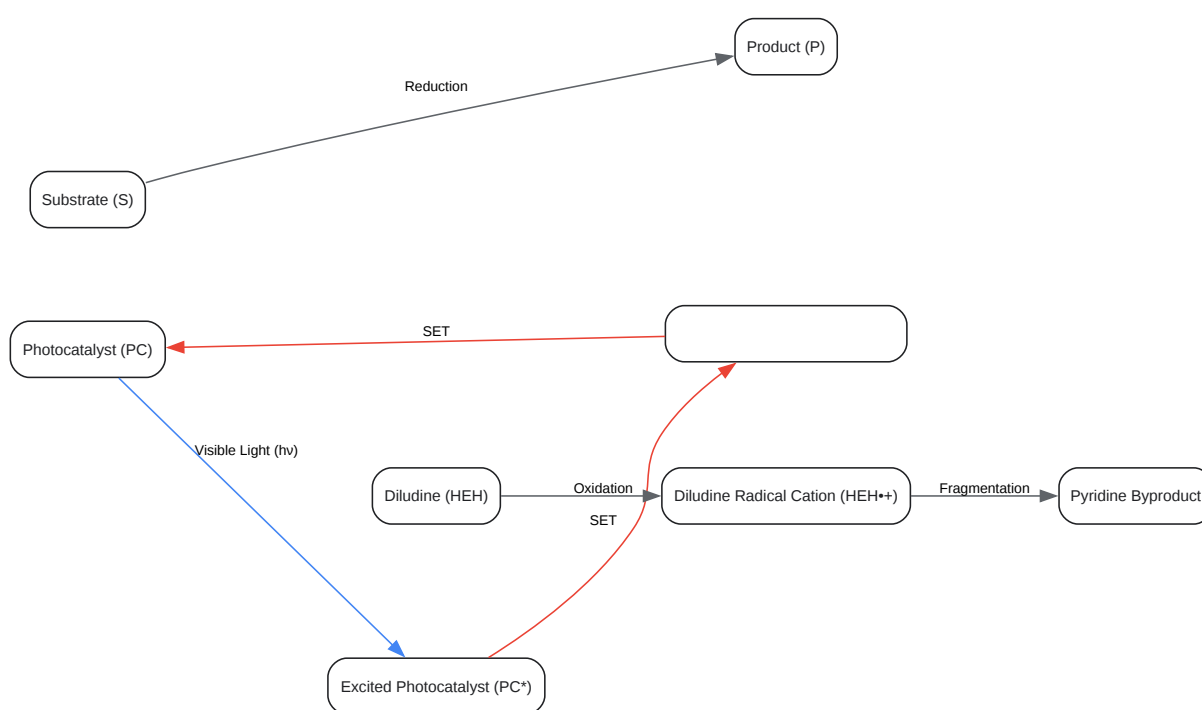 Product (P)
Reduction
Substrate (S)
SET
Photocatalyst (PC)
Visible Light (hν)
Diludine (HEH)
Oxidation
Diludine Radical Cation (HEH•+)
Fragmentation
Pyridine Byproduct
SET
Excited Photocatalyst (PC*)